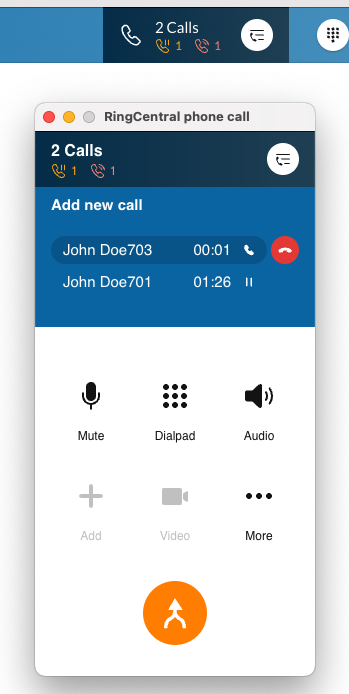 2 Calls
1 1
RingCentral phone call
2 Calls
1 1
Add new call
John Doe703 00:01
John Doe701 01:26
Mute Dialpad Audio
Add Video More